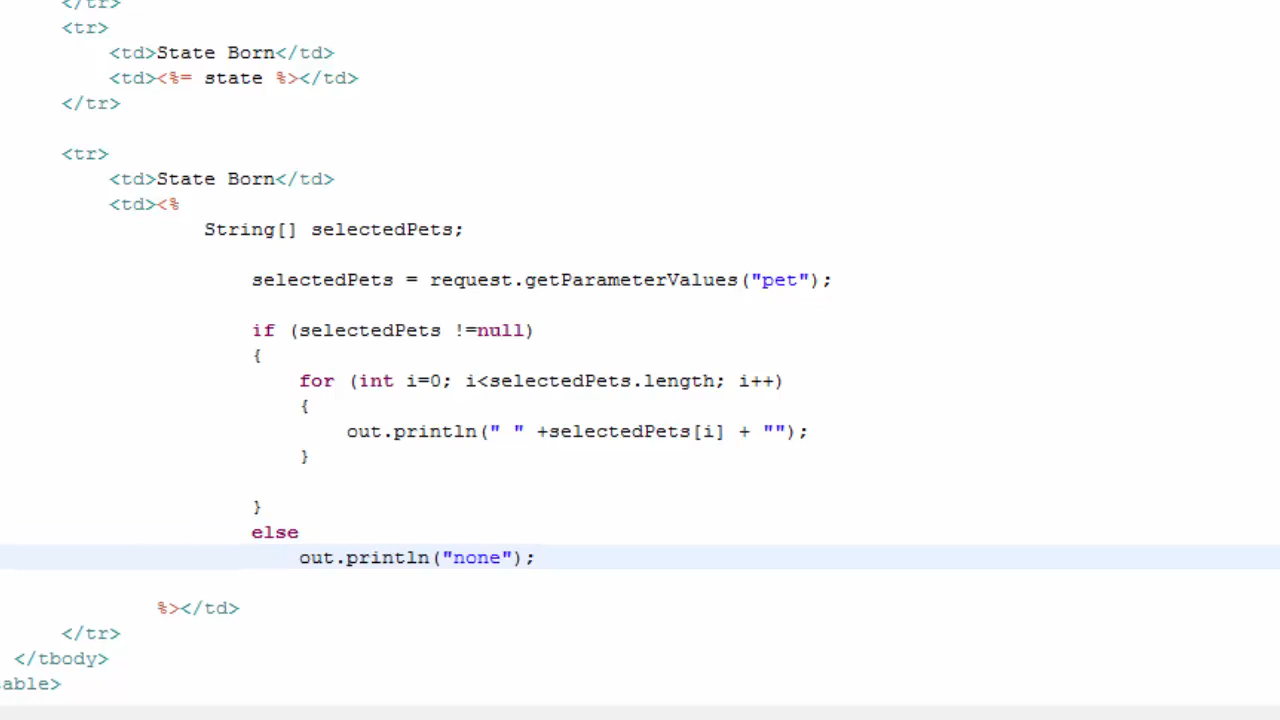 </tr>
<tr>
<td>State Born</td>
<td><%= state %></td>
</tr>
<tr>
<td>State Born</td>
<td><%
String[] selectedPets;
selectedPets = request.getParameterValues("pet");
if (selectedPets !=null)
{
for (int i=0; i<selectedPets.length; i++)
{
out.println(" " +selectedPets[i] + "");
}
}
else
out.println("none");
%></td>
</tr>
</tbody>
able>